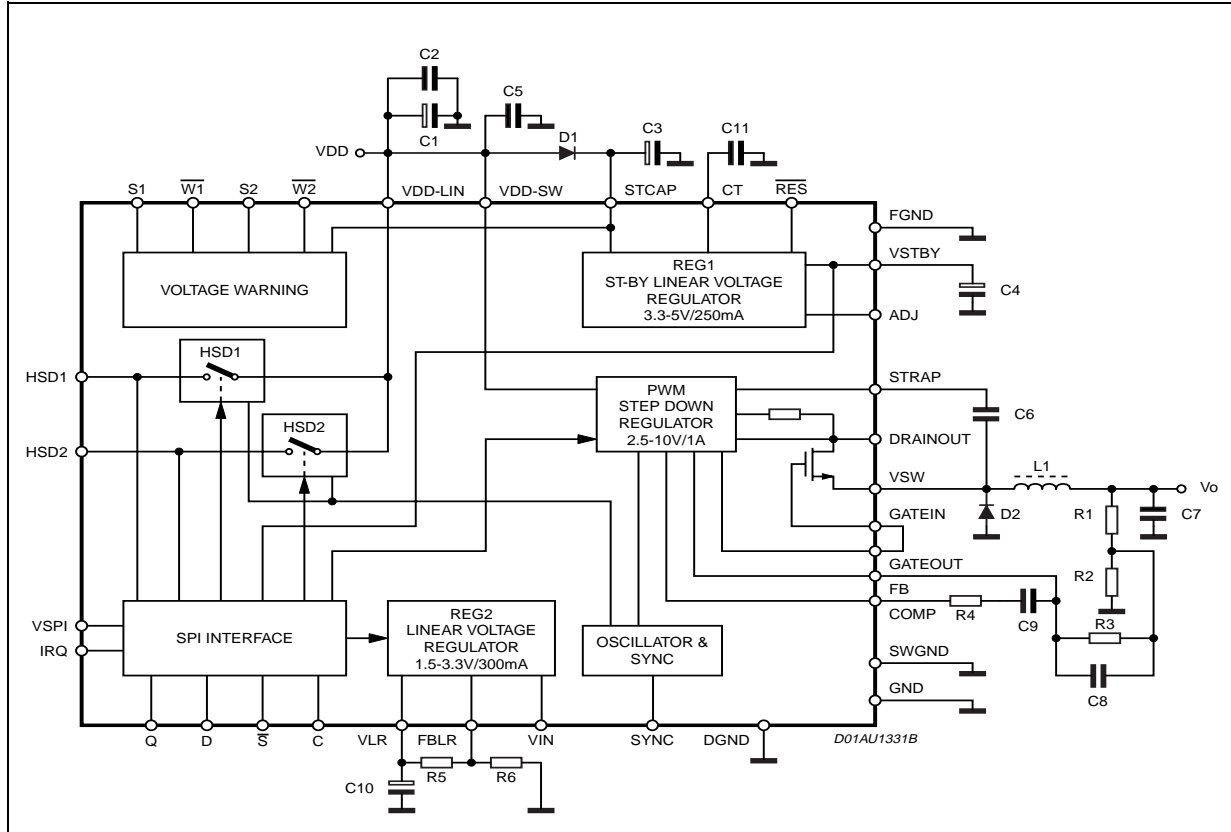 C2
C5
C1
D1
C3
C11
VDD
S1
W1
S2
W2
VDD-LIN
VDD-SW
STCAP
CT
RES
FGND
VOLTAGE WARNING
REG1
ST-BY LINEAR VOLTAGE
REGULATOR
3.3-5V/250mA
VSTBY
C4
ADJ
HSD1
HSD1
HSD2
HSD2
PWM
STEP DOWN
REGULATOR
2.5-10V/1A
STRAP
C6
DRAINOUT
VSW
L1
Vo
D2
R1
C7
GATEIN
GATEOUT
R2
FB
COMP
R4
C9
R3
C8
VSPI
IRQ
SPI INTERFACE
REG2
LINEAR VOLTAGE
REGULATOR
1.5-3.3V/300mA
OSCILLATOR &
SYNC
SWGND
GND
Q
D
S
C
VLR
FBLR
VIN
SYNC
DGND
D01AU1331B
R5
R6
C10